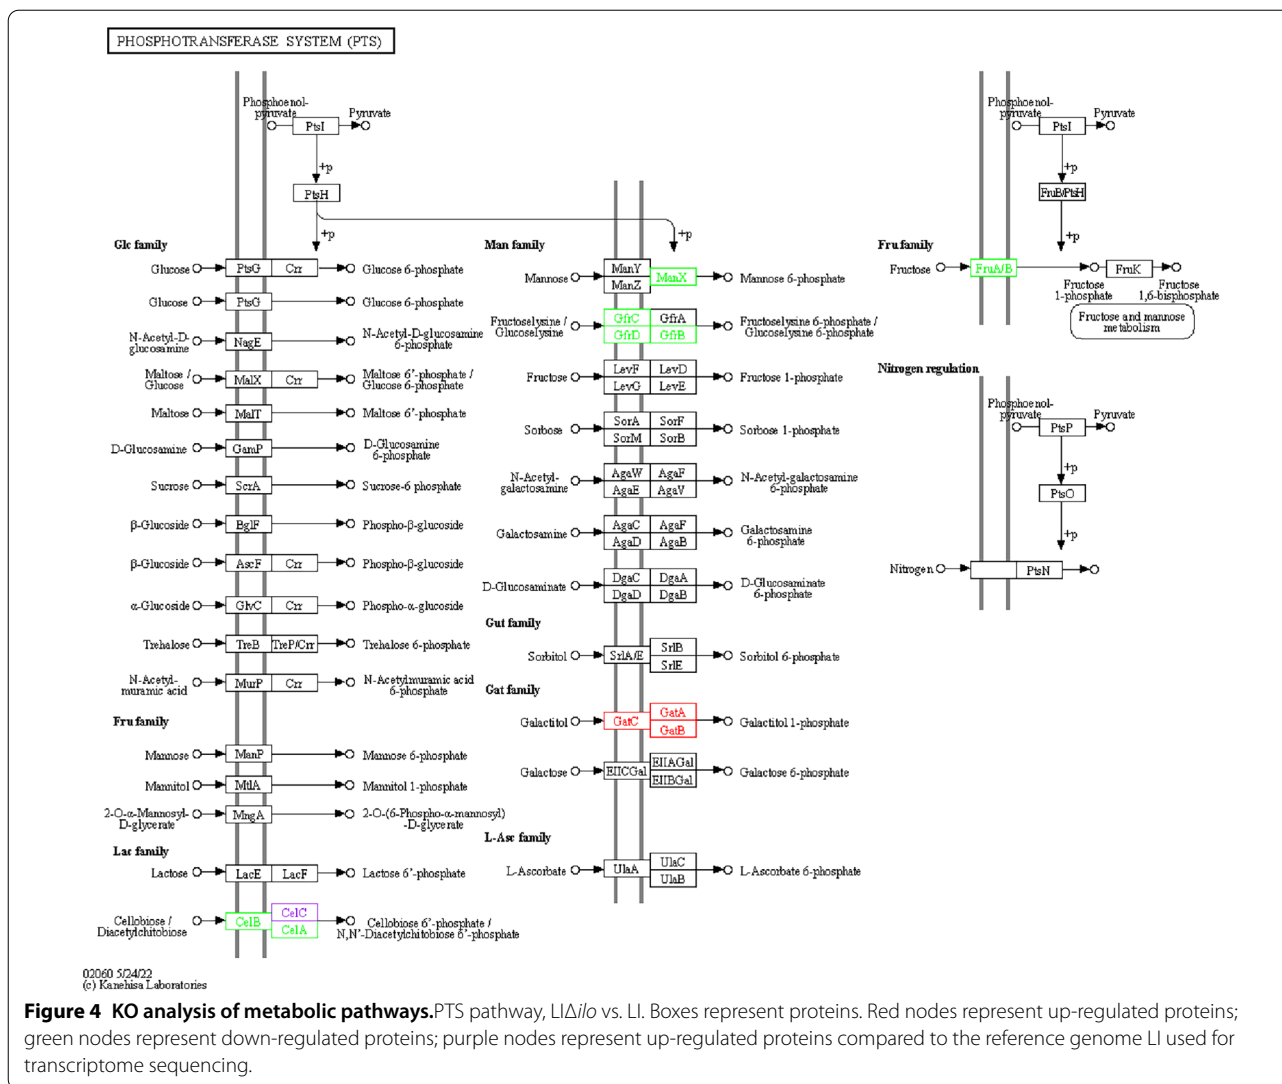 PHOSPHOTRANSFERASE SYSTEM (PTS)
Phosphoenol-
pyruvate
PtsI
Pyruvate
+p
PtsH
+p
Glc family
Glucose
PtsG
Crr
Glucose 6-phosphate
Glucose
PtsG
Glucose 6-phosphate
N-Acetyl-D-
glucosamine
NagE
N-Acetyl-D-glucosamine
6-phosphate
Maltose /
Glucose
MalX
Crr
Maltose 6'-phosphate /
Glucose 6-phosphate
Maltose
MalT
Maltose 6'-phosphate
D-Glucosamine
GamP
D-Glucosamine
6-phosphate
Sucrose
ScrA
Sucrose-6 phosphate
β-Glucoside
BglF
Phospho-β-glucoside
β-Glucoside
AscF
Crr
Phospho-β-glucoside
α-Glucoside
GlvC
Crr
Phospho-α-glucoside
Trehalose
TreB
TreP/Crr
Trehalose 6-phosphate
N-Acetyl-
muramic acid
MurP
Crr
N-Acetylmuramic acid
6-phosphate
Fru family
Mannose
ManP
Mannose 6-phosphate
Mannitol
MtlA
Mannitol 1-phosphate
2-O-α-Mannosyl-
D-glycerate
MngA
2-O-(6-Phospho-α-mannosyl)
-D-glycerate
Lac family
Lactose
LacE
LacF
Lactose 6'-phosphate
Cellobiose /
Diacetylchitobiose
CelB
CelC
CelA
Cellobiose 6'-phosphate /
N,N'-Diacetylchitobiose 6'-phosphate
02060 5/24/22
(c) Kanehisa Laboratories
+p
Man family
Mannose
ManY
ManZ
ManX
Mannose 6-phosphate
Fructoselysine /
Glucoselysine
GfrC
GfrA
GfrD
GfrB
Fructoselysine 6-phosphate /
Glucoselysine 6-phosphate
Fructose
LevF
LevD
LevG
LevE
Fructose 1-phosphate
Sorbose
SorA
SorF
SorM
SorB
Sorbose 1-phosphate
N-Acetyl-
galactosamine
AgaW
AgaF
AgaE
AgaV
N-Acetyl-galactosamine
6-phosphate
Galactosamine
AgaC
AgaF
AgaD
AgaB
Galactosamine
6-phosphate
D-Glucosaminate
DgaC
DgaA
DgaD
DgaB
D-Glucosaminate
6-phosphate
Gut family
Sorbitol
SrlA/E
SrlB
SrlE
Sorbitol 6-phosphate
Gat family
Galactitol
GatC
GatA
GatB
Galactitol 1-phosphate
Galactose
EIICGal
EIIAGal
EIIBGal
Galactose 6-phosphate
L-Asc family
L-Ascorbate
UlaA
UlaC
UlaB
L-Ascorbate 6-phosphate
Phosphoenol-
pyruvate
PtsI
Pyruvate
+p
FruB/PtsH
+p
Fru family
Fructose
FruA/B
Fructose
1-phosphate
FruK
Fructose
1,6-bisphosphate
Fructose and mannose
metabolism
Nitrogen regulation
Phosphoenol-
pyruvate
PtsP
Pyruvate
+p
PtsO
+p
Nitrogen
PtsN
Figure 4 KO analysis of metabolic pathways.PTS pathway, LIΔilo vs. LI. Boxes represent proteins. Red nodes represent up-regulated proteins;
green nodes represent down-regulated proteins; purple nodes represent up-regulated proteins compared to the reference genome LI used for
transcriptome sequencing.